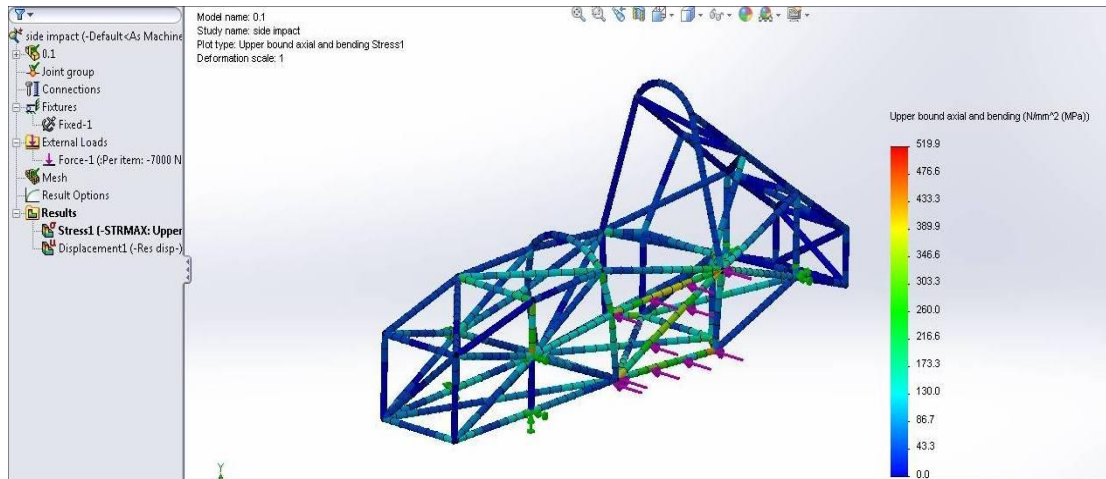 side impact (-Default<As Machine
0.1
Joint group
Connections
Fixtures
Fixed-1
External Loads
Force-1 (:Per item: -7000 N
Mesh
Result Options
Results
Stress1 (-STRMAX: Upper
Displacement1 (-Res disp-)
Model name: 0.1
Study name: side impact
Plot type: Upper bound axial and bending Stress1
Deformation scale: 1
Upper bound axial and bending (N/mm^2 (MPa))
519.9
476.6
433.3
389.9
346.6
303.3
260.0
216.6
173.3
130.0
86.7
43.3
0.0
Y